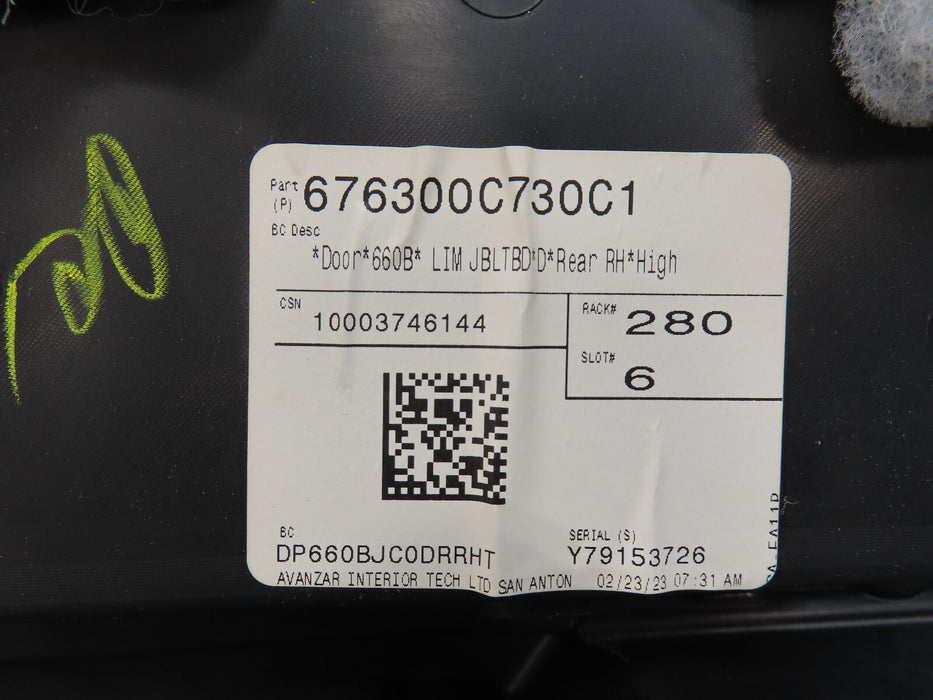 Part
(P) 676300C730C1
BC Desc
*Door*660B* LIM JBLTBD*D*Rear RH*High
CSN 10003746144
RACK# 280
SLOT# 6
BC
DP660BJC0DRRHT
SERIAL (S)
Y79153726
AVANZAR INTERIOR TECH LTD SAN ANTON 02/23/23 07:31 AM